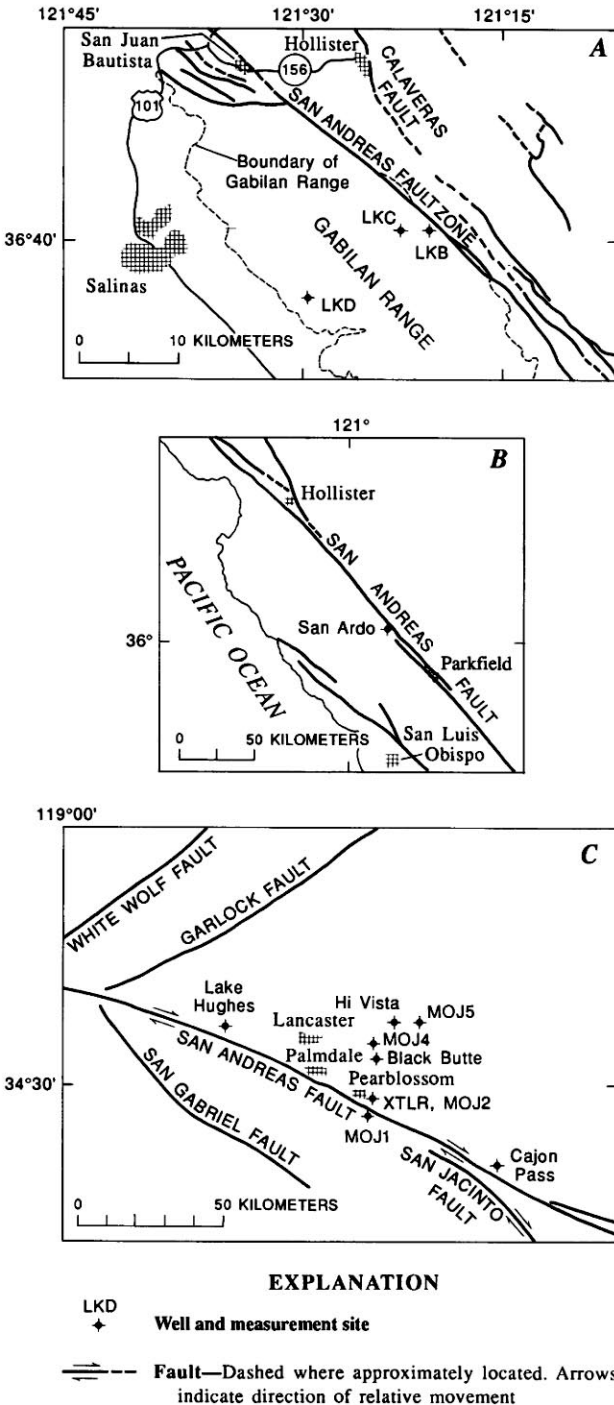 121°45' 121°30' 121°15'
A
San Juan
Bautista
Hollister
156
101
CALAVERAS
FAULT
SAN ANDREAS FAULT ZONE
Boundary of
Gabilan Range
36°40'
LKC
LKB
GABILAN RANGE
Salinas
LKD
0 10 KILOMETERS
121°
B
Hollister
SAN ANDREAS FAULT
PACIFIC OCEAN
San Ardo
36°
Parkfield
San Luis
Obispo
0 50 KILOMETERS
119°00'
C
WHITE WOLF FAULT
GARLOCK FAULT
Lake
Hughes
Hi Vista
MOJ5
Lancaster
MOJ4
SAN ANDREAS FAULT
Palmdale
Black Butte
34°30'
Pearblossom
XTLR, MOJ2
SAN GABRIEL FAULT
MOJ1
Cajon
Pass
SAN JACINTO
FAULT
0 50 KILOMETERS
EXPLANATION
LKD
Well and measurement site
Fault—Dashed where approximately located. Arrows
indicate direction of relative movement